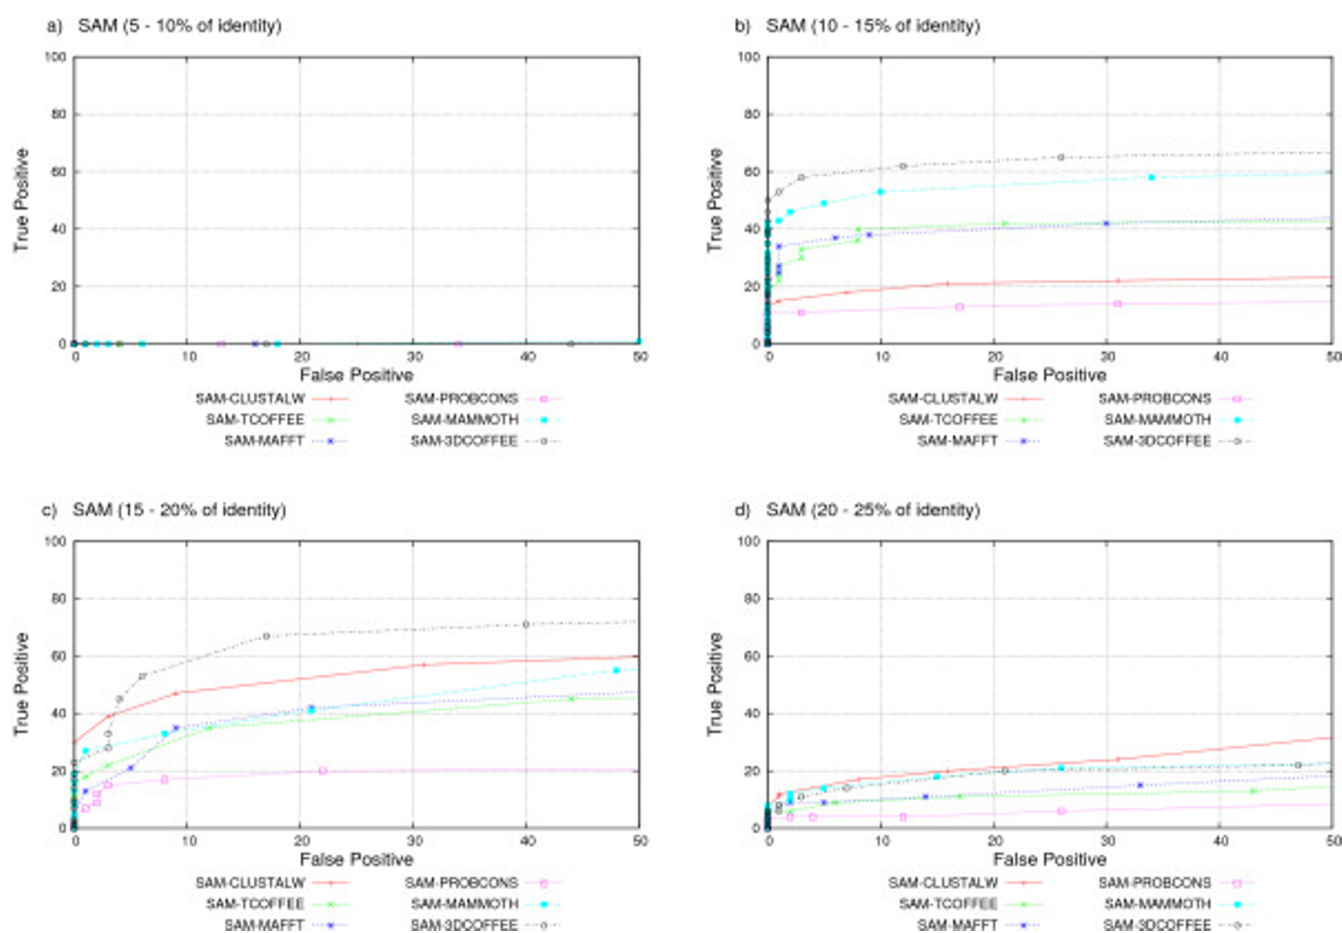 a) SAM (5 - 10% of identity)
100
80
60
40
20
0
True Positive
0 10 20 30 40 50
False Positive
SAM-CLUSTALW SAM-PROBCONS
SAM-TCOFFEE SAM-MAMMOTH
SAM-MAFFT SAM-3DCOFFEE
b) SAM (10 - 15% of identity)
100
80
60
40
20
0
True Positive
0 10 20 30 40 50
False Positive
SAM-CLUSTALW SAM-PROBCONS
SAM-TCOFFEE SAM-MAMMOTH
SAM-MAFFT SAM-3DCOFFEE
c) SAM (15 - 20% of identity)
100
80
60
40
20
0
True Positive
0 10 20 30 40 50
False Positive
SAM-CLUSTALW SAM-PROBCONS
SAM-TCOFFEE SAM-MAMMOTH
SAM-MAFFT SAM-3DCOFFEE
d) SAM (20 - 25% of identity)
100
80
60
40
20
0
True Positive
0 10 20 30 40 50
False Positive
SAM-CLUSTALW SAM-PROBCONS
SAM-TCOFFEE SAM-MAMMOTH
SAM-MAFFT SAM-3DCOFFEE